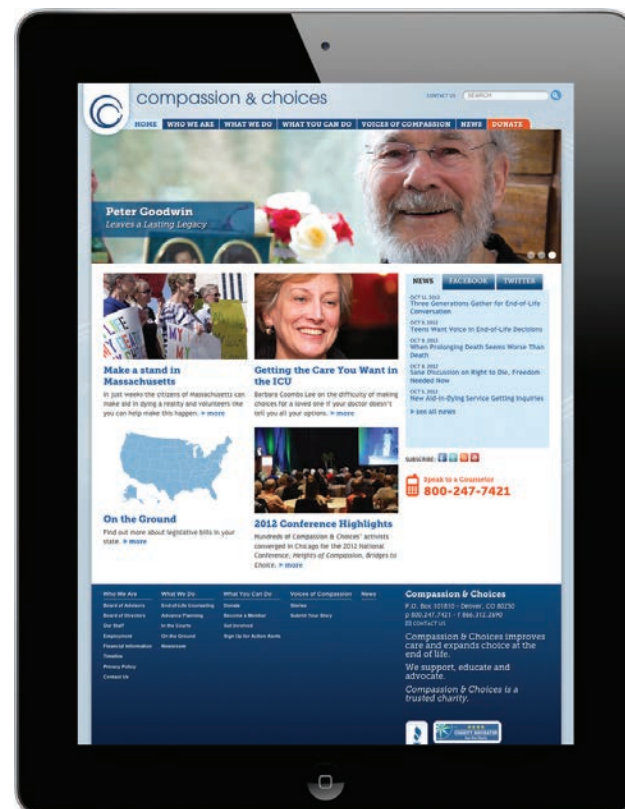 compassion & choices
CONTACT US
SEARCH
HOME
WHO WE ARE
WHAT WE DO
WHAT YOU CAN DO
VOICES OF COMPASSION
NEWS
DONATE
Peter Goodwin
Leaves a Lasting Legacy
Make a stand in
Massachusetts
In just weeks the citizens of Massachusetts can
make aid in dying a reality and volunteers like
you can help make this happen. » more
Getting the Care You Want in
the ICU
Barbara Coombs Lee on the difficulty of making
choices for a loved one if your doctor doesn't
tell you all your options. » more
NEWS
FACEBOOK
TWITTER
OCT 12, 2012
Three Generations Gather for End-of-Life
Conversation
OCT 9, 2012
Teens Want Voice in End-of-Life Decisions
OCT 9, 2012
When Prolonging Death Seems Worse Than
Death
OCT 8, 2012
Sane Discussion on Right to Die, Freedom
Needed Now
OCT 5, 2012
New Aid-in-Dying Service Getting Inquiries
» see all news
SUBSCRIBE:
Speak to a Counselor
800-247-7421
On the Ground
Find out more about legislative bills in your
state. » more
2012 Conference Highlights
Hundreds of Compassion & Choices' activists
converged in Chicago for the 2012 National
Conference, Heights of Compassion, Bridges to
Choice. » more
Who We Are
Board of Advisors
Board of Directors
Our Staff
Employment
Financial Information
Timeline
Privacy Policy
Contact Us
What We Do
End-of-Life Counseling
Advance Planning
In the Courts
On the Ground
Newsroom
What You Can Do
Donate
Become a Member
Get Involved
Sign Up for Action Alerts
Voices of Compassion
Stories
Submit Your Story
News
Compassion & Choices
P.O. Box 101810 - Denver, CO 80250
p 800.247.7421 · f 866.312.2690
CONTACT US
Compassion & Choices improves
care and expands choice at the
end of life.
We support, educate and
advocate.
Compassion & Choices is a
trusted charity.
BBB
CHARITY NAVIGATOR